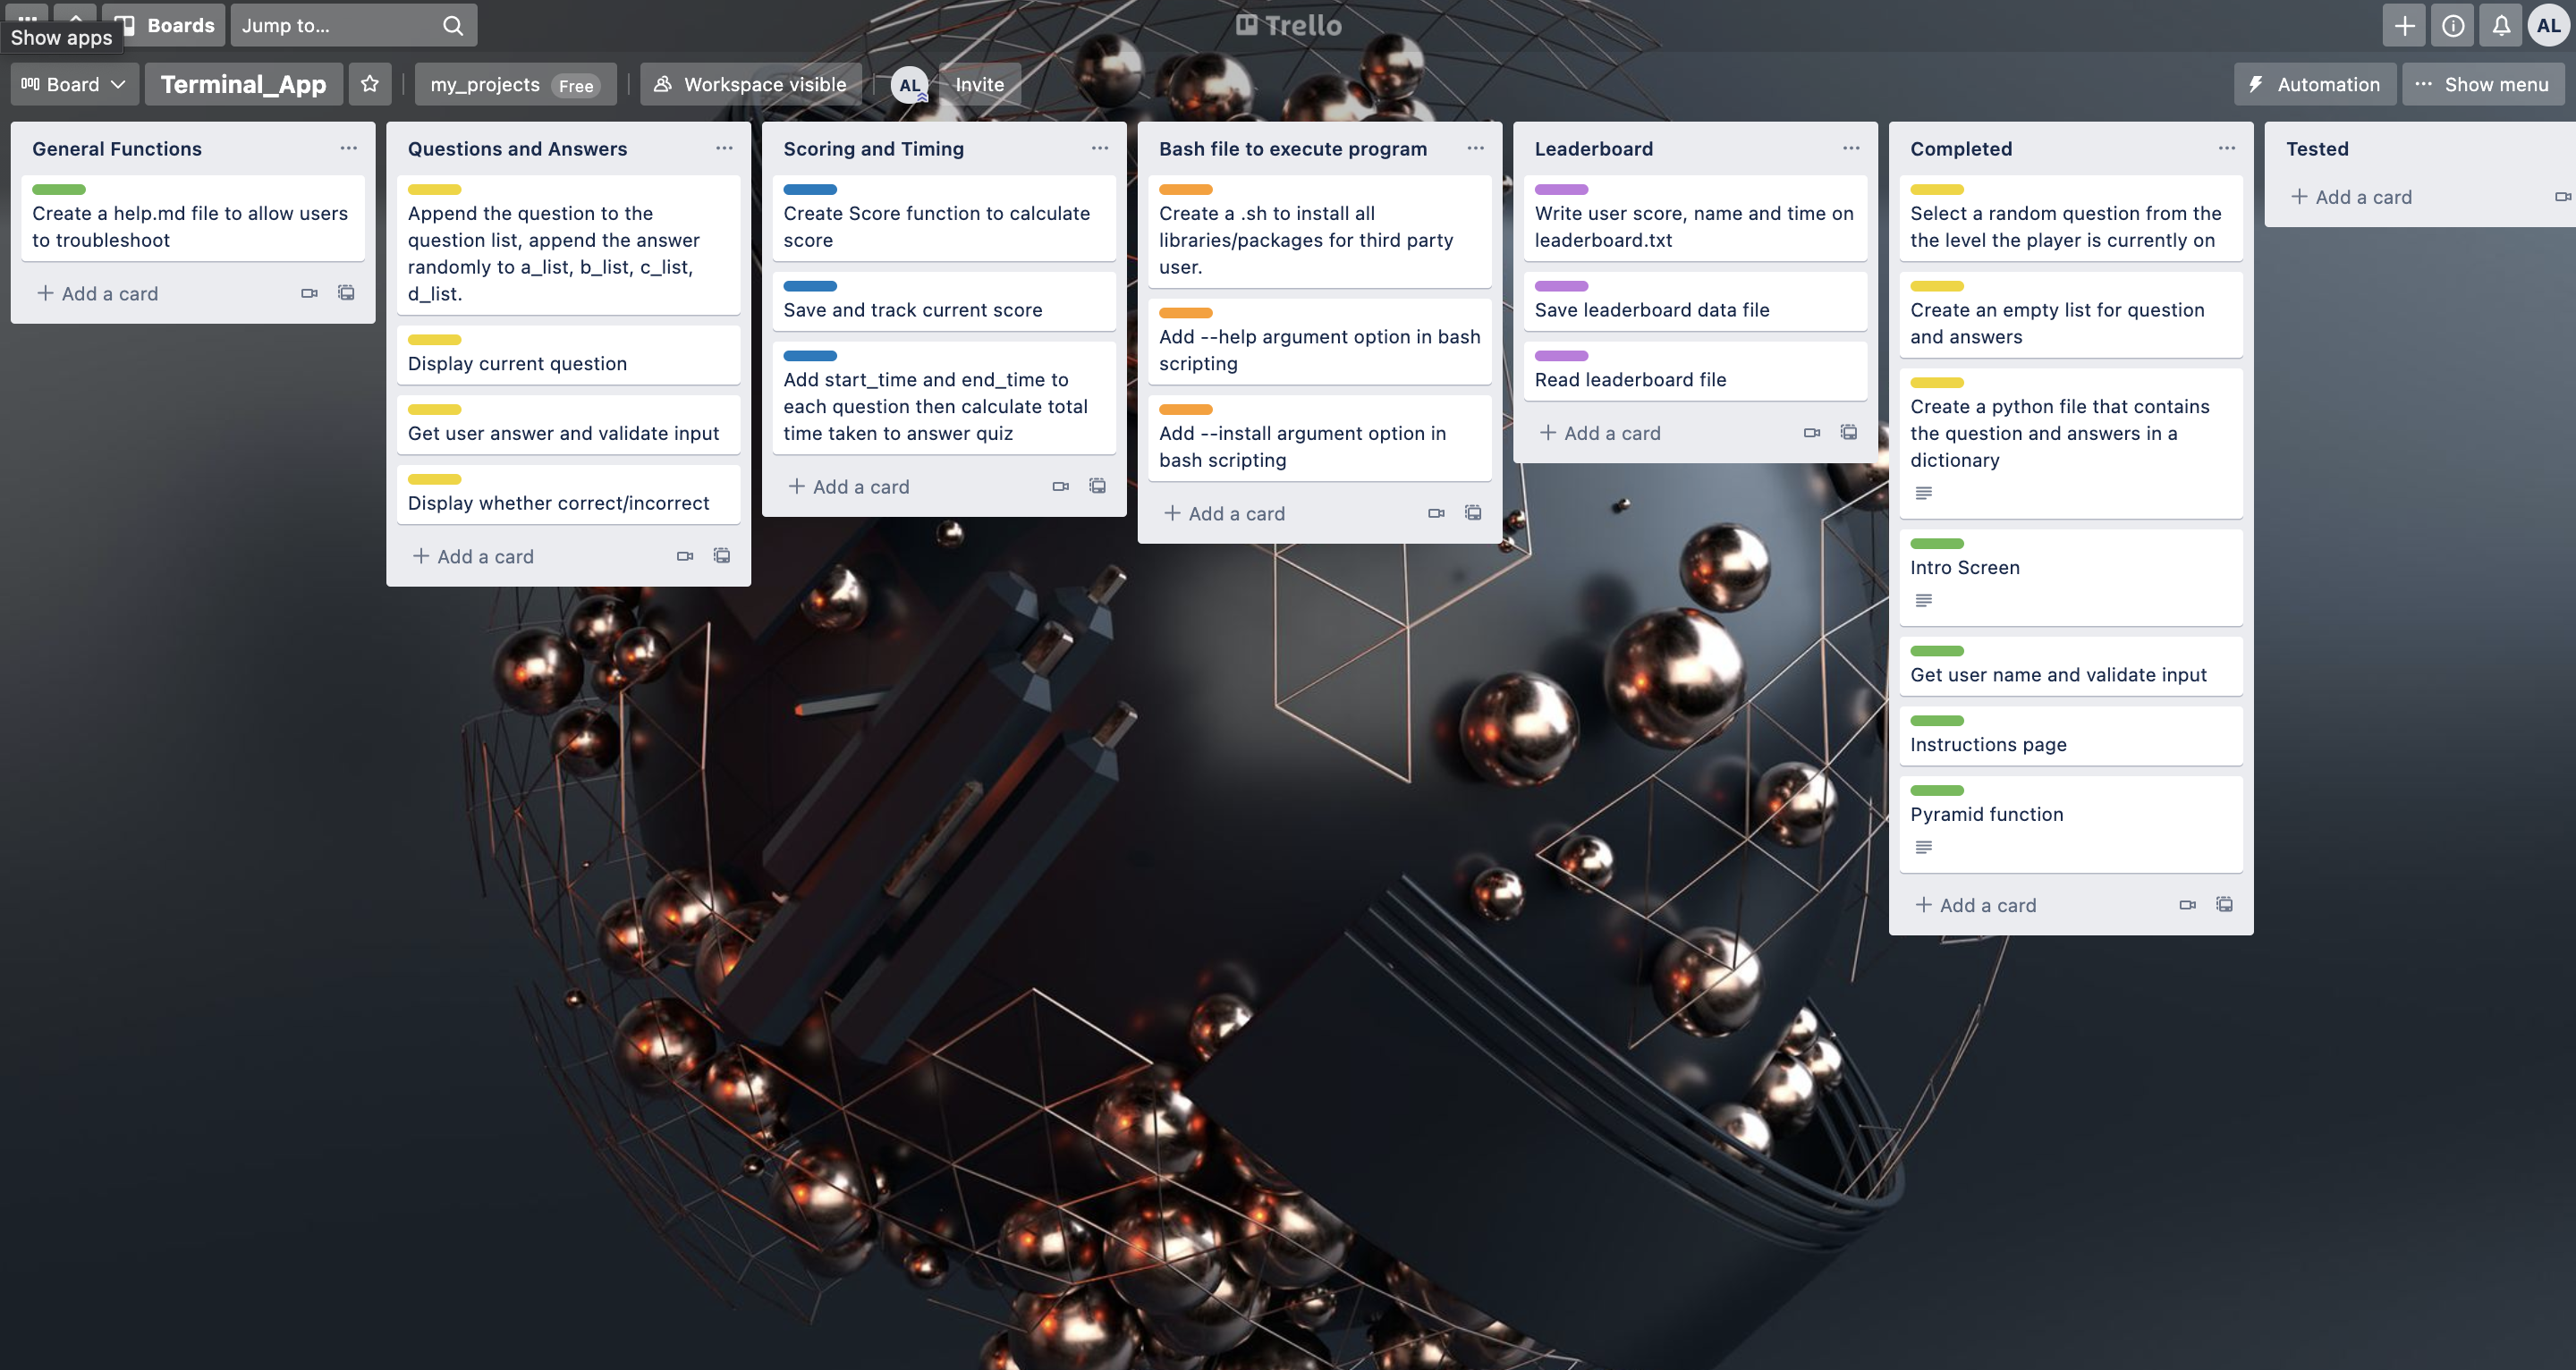 Show apps
Boards
Jump to...
Trello
AL
Board
Terminal_App
my_projects Free
Workspace visible
AL
Invite
Automation
Show menu
General Functions
Create a help.md file to allow users
to troubleshoot
Add a card
Questions and Answers
Append the question to the
question list, append the answer
randomly to a_list, b_list, c_list,
d_list.
Display current question
Get user answer and validate input
Display whether correct/incorrect
Add a card
Scoring and Timing
Create Score function to calculate
score
Save and track current score
Add start_time and end_time to
each question then calculate total
time taken to answer quiz
Add a card
Bash file to execute program
Create a .sh to install all
libraries/packages for third party
user.
Add --help argument option in bash
scripting
Add --install argument option in
bash scripting
Add a card
Leaderboard
Write user score, name and time on
leaderboard.txt
Save leaderboard data file
Read leaderboard file
Add a card
Completed
Select a random question from the
the level the player is currently on
Create an empty list for question
and answers
Create a python file that contains
the question and answers in a
dictionary
Intro Screen
Get user name and validate input
Instructions page
Pyramid function
Add a card
Tested
Add a card